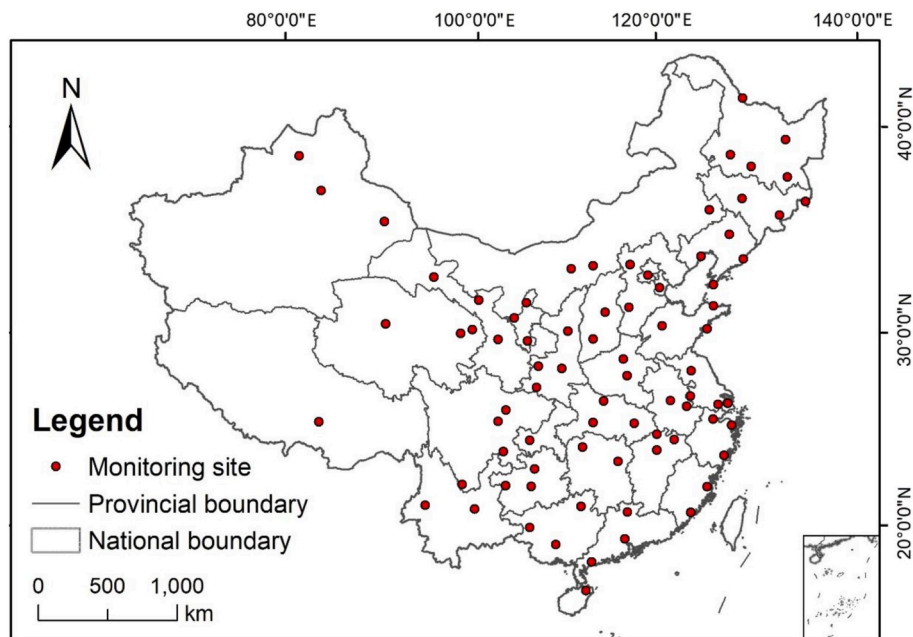 80°0'0"E 100°0'0"E 120°0'0"E 140°0'0"E
N
40°0'0"N
30°0'0"N
20°0'0"N
Legend
Monitoring site
Provincial boundary
National boundary
0 500 1,000
km